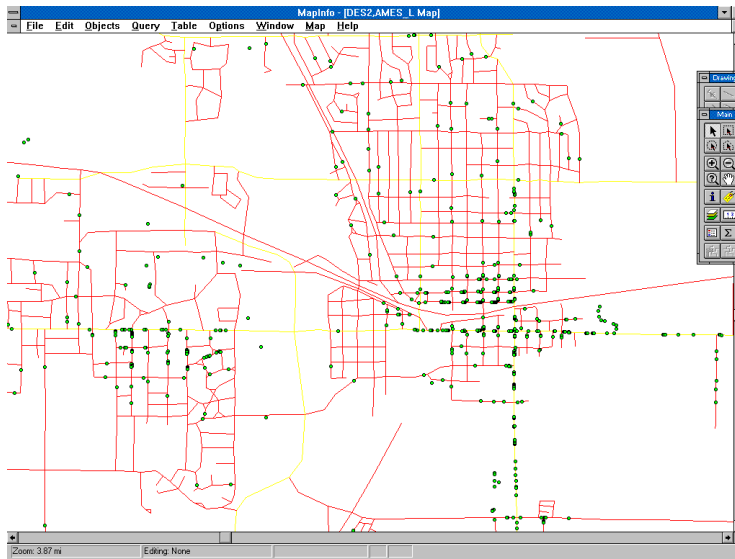 MapInfo - [DES2,AMES_L Map]
File Edit Objects Query Table Options Window Map Help
Drawing
Main
Zoom: 3.87 mi
Editing: None